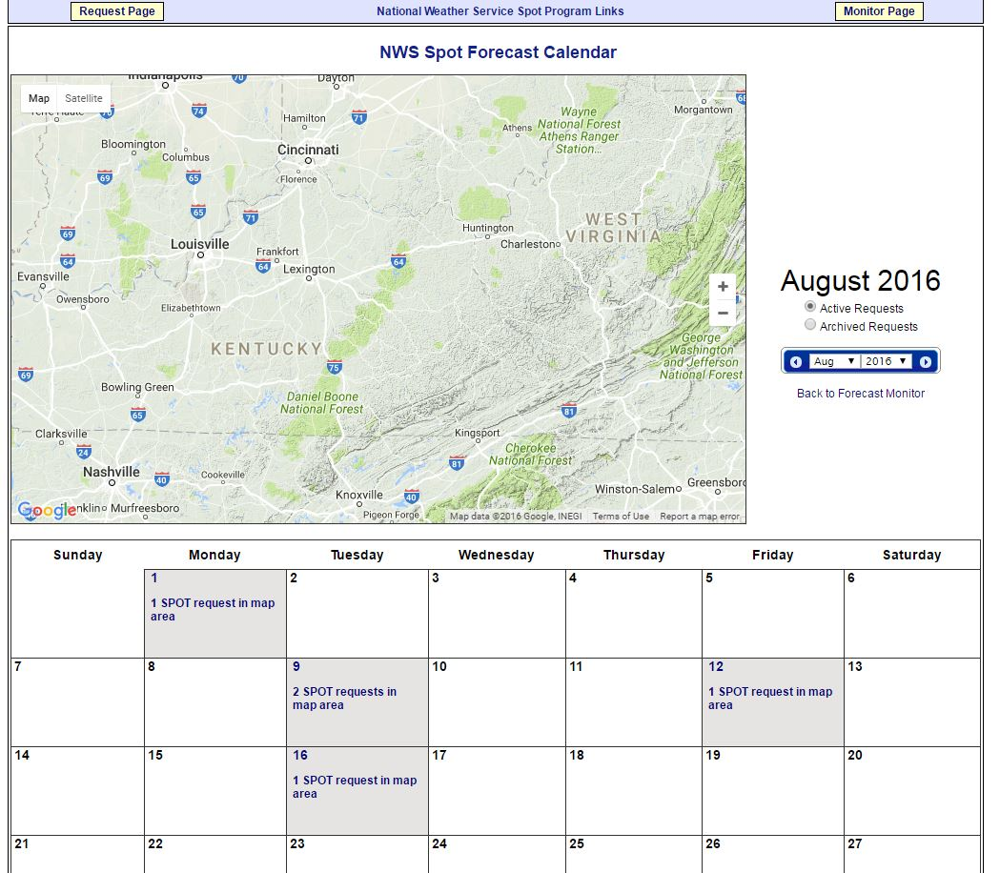 Request Page
National Weather Service Spot Program Links
Monitor Page
NWS Spot Forecast Calendar
Map
Satellite
Indianapolis
70
Dayton
68
Terre Haute
70
74
Hamilton
71
Morgantown
Wayne
National Forest
Athens Ranger
Station...
Athens
Bloomington
Columbus
Cincinnati
69
65
Florence
65
71
WEST
VIRGINIA
69
Louisville
Huntington
Charleston
64
Frankfort
64
64
Lexington
Evansville
Owensboro
Elizabethtown
+
−
KENTUCKY
George
Washington
and Jefferson
National Forest
69
75
Bowling Green
Daniel Boone
National Forest
65
81
Clarksville
Kingsport
24
Cherokee
National Forest
81
Nashville
40
Cookeville
Winston-Salem
Greensboro
Knoxville
40
Google
nklin
Murfreesboro
Pigeon Forge
Map data ©2016 Google, INEGI
Terms of Use
Report a map error
August 2016
Active Requests
Archived Requests
Aug
2016
Back to Forecast Monitor
Sunday Monday Tuesday Wednesday Thursday Friday Saturday
1 2 3 4 5 6
1 SPOT request in map
area
7 8 9 10 11 12 13
2 SPOT requests in
map area
1 SPOT request in map
area
14 15 16 17 18 19 20
1 SPOT request in map
area
21 22 23 24 25 26 27